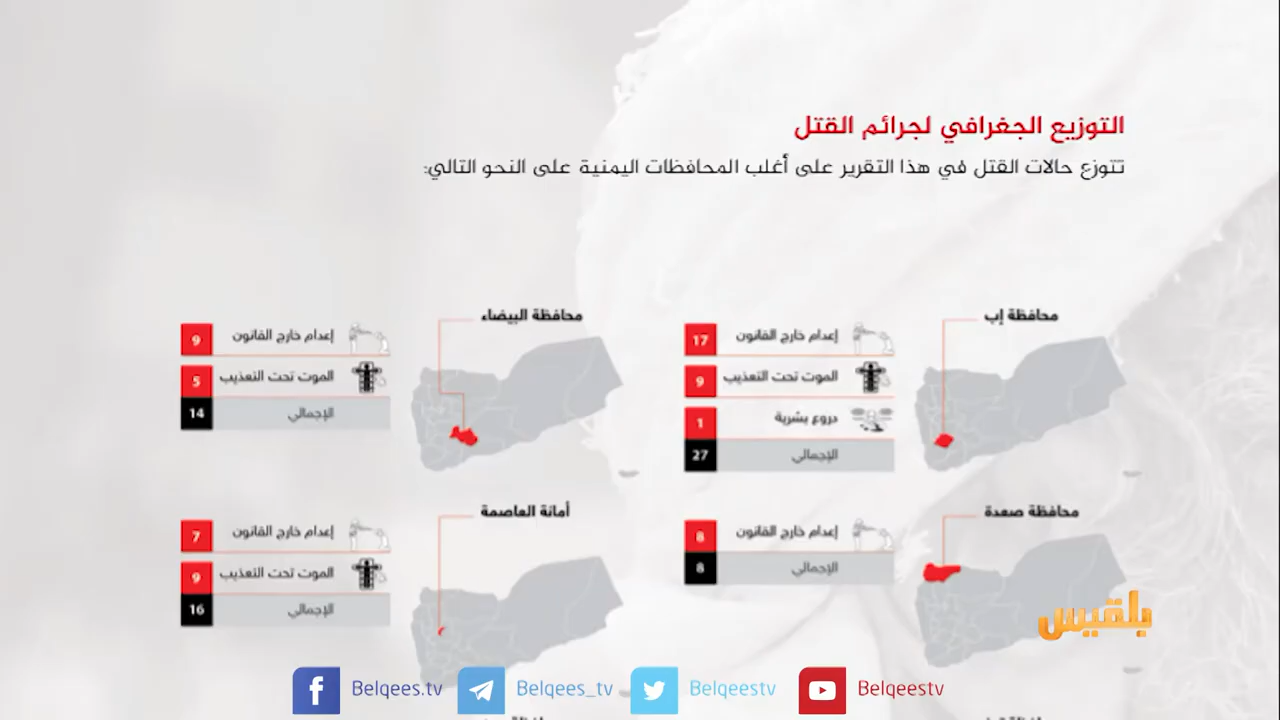 التوزيع الجغرافي لجرائم القتل
تتوزع حالات القتل في هذا التقرير على أغلب المحافظات اليمنية على النحو التالي:
محافظة إب
إعدام خارج القانون 17
الموت تحت التعذيب 9
دروع بشرية 1
الإجمالي 27
محافظة البيضاء
إعدام خارج القانون 9
الموت تحت التعذيب 5
الإجمالي 14
محافظة صعدة
إعدام خارج القانون 8
الإجمالي 8
أمانة العاصمة
إعدام خارج القانون 7
الموت تحت التعذيب 9
الإجمالي 16
بلقيس
Belqees.tv Belqees_tv Belqeestv Belqeestv